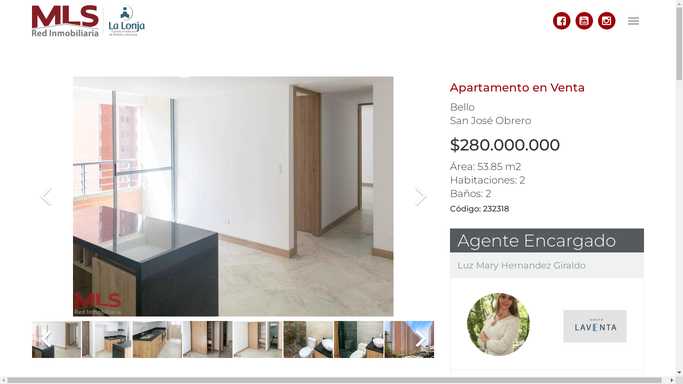 MLS
Red Inmobiliaria
La Lonja
Apartamento en Venta
Bello
San José Obrero
$280.000.000
Área: 53.85 m2
Habitaciones: 2
Baños: 2
Código: 232318
MLS
Red Inmobiliaria
Agente Encargado
Luz Mary Hernandez Giraldo
LAVENTA